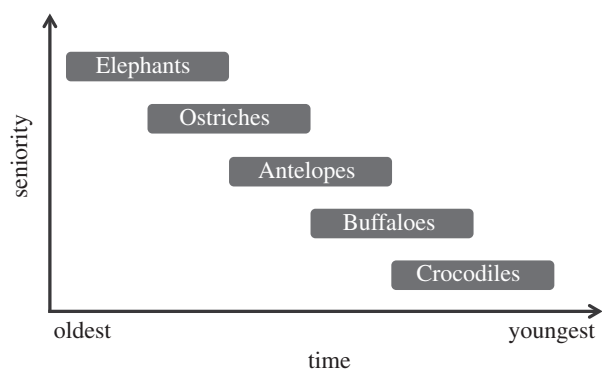 Elephants
Ostriches
Antelopes
Buffaloes
Crocodiles
seniority
oldest
youngest
time